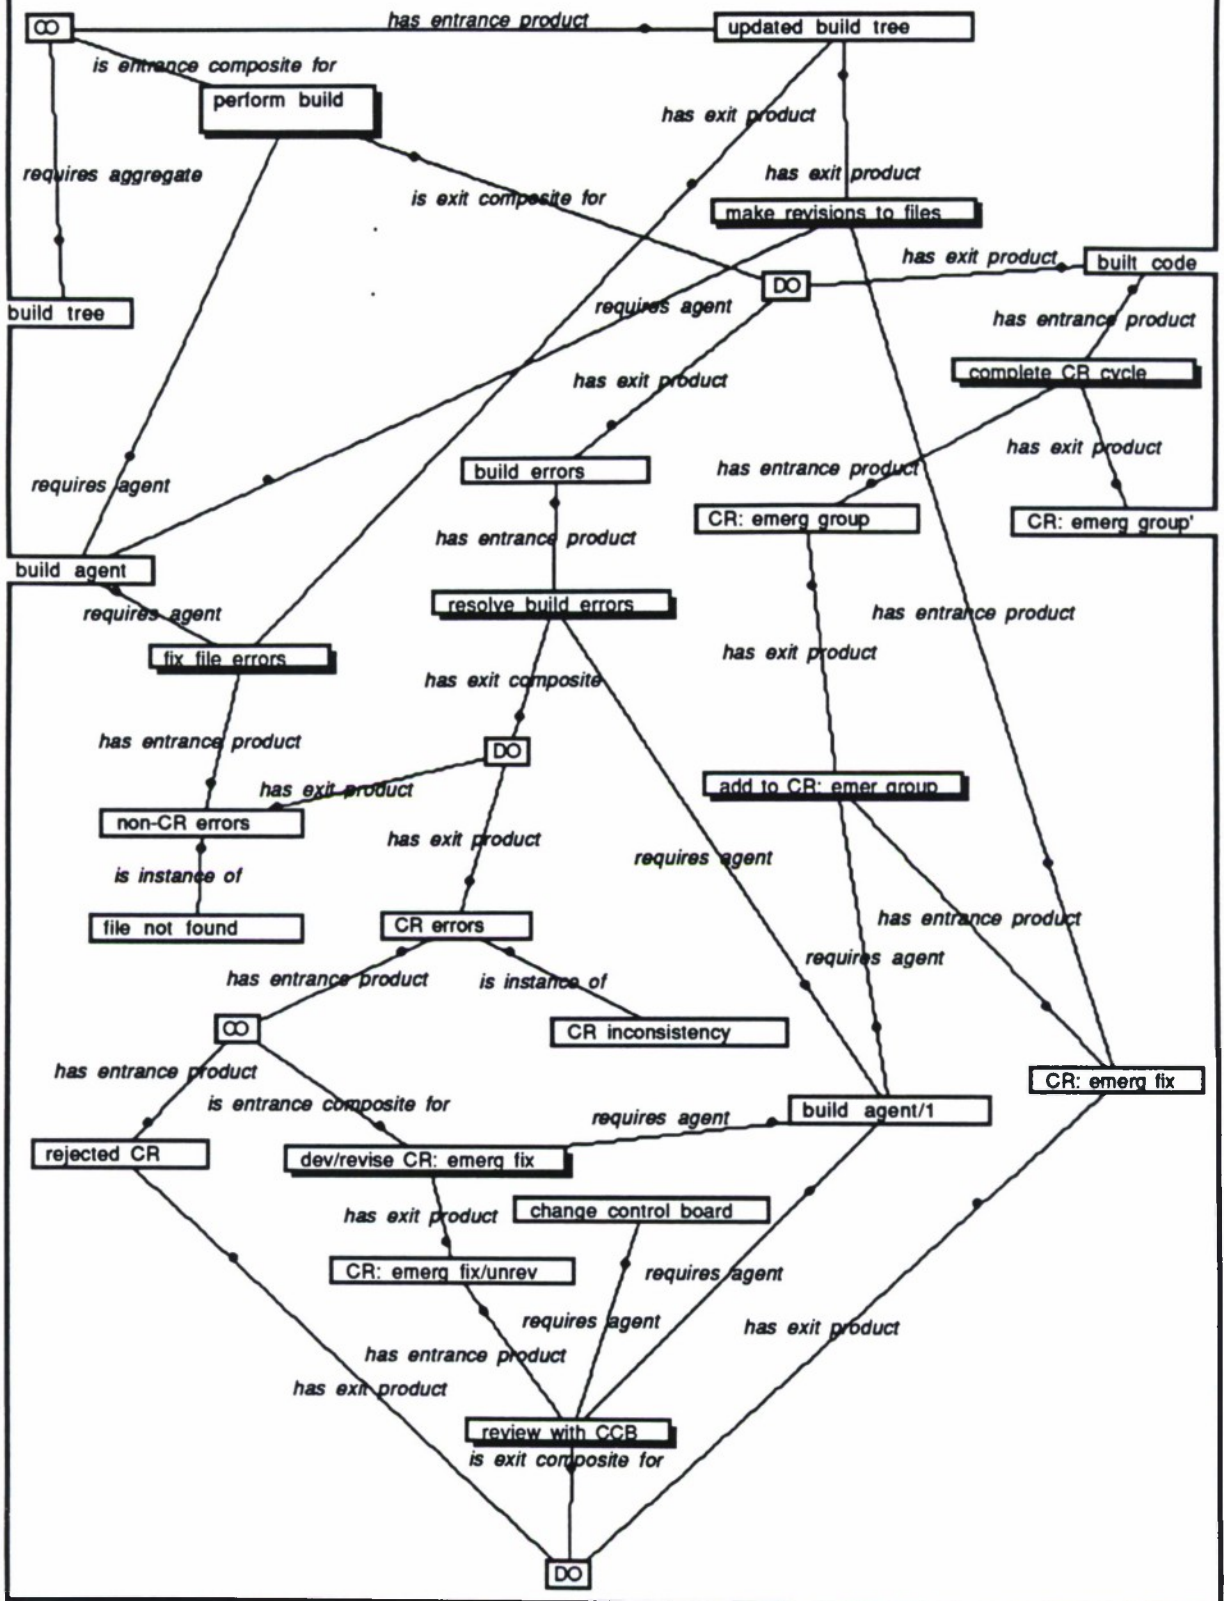 has entrance product
CO
updated build tree
is entrance composite for
perform build
has exit product
requires aggregate
has exit product
is exit composite for
make revisions to files
has exit product
built code
DO
build tree
requires agent
has entrance product
complete CR cycle
has exit product
has exit product
build errors
has entrance product
requires agent
CR: emerg group
CR: emerg group'
has entrance product
build agent
resolve build errors
requires agent
has entrance product
fix file errors
has exit product
has exit composite
has entrance product
DO
has exit product
add to CR: emer group
non-CR errors
has exit product
requires agent
is instance of
file not found
CR errors
has entrance product
requires agent
has entrance product
is instance of
CO
CR inconsistency
has entrance product
CR: emerg fix
is entrance composite for
build agent/1
requires agent
rejected CR
dev/revise CR: emerg fix
change control board
has exit product
CR: emerg fix/unrev
requires agent
requires agent
has exit product
has entrance product
has exit product
review with CCB
is exit composite for
DO